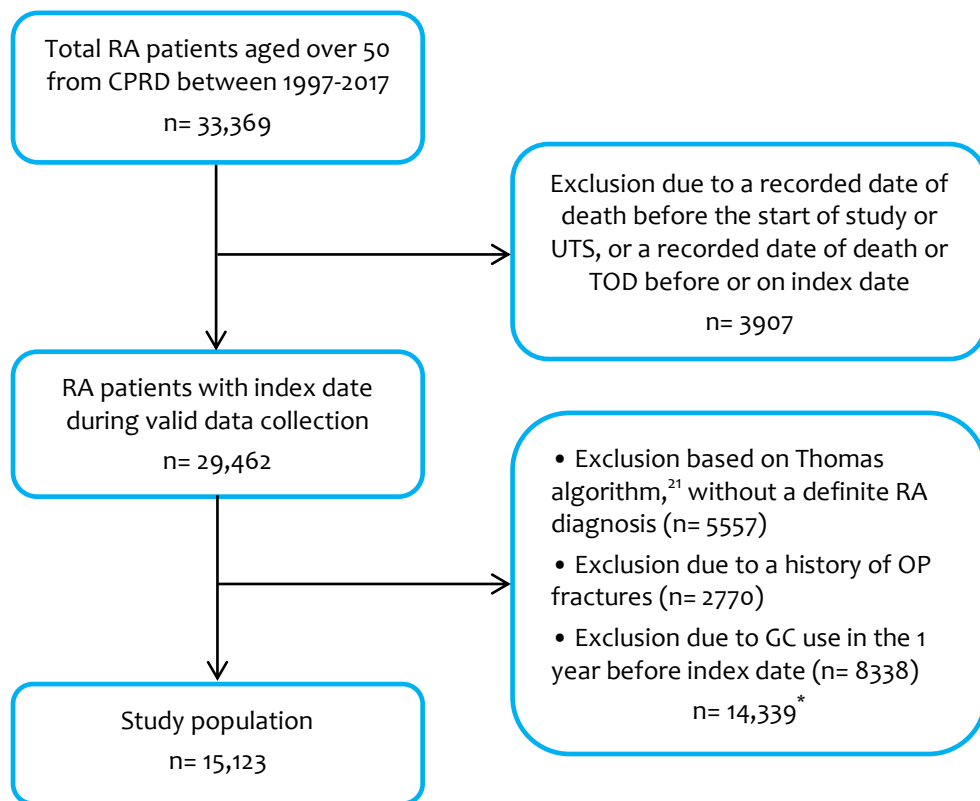 Total RA patients aged over 50
from CPRD between 1997-2017
n= 33,369
Exclusion due to a recorded date of
death before the start of study or
UTS, or a recorded date of death or
TOD before or on index date
n= 3907
RA patients with index date
during valid data collection
n= 29,462
• Exclusion based on Thomas
algorithm,²¹ without a definite RA
diagnosis (n= 5557)
• Exclusion due to a history of OP
fractures (n= 2770)
• Exclusion due to GC use in the 1
year before index date (n= 8338)
n= 14,339*
Study population
n= 15,123